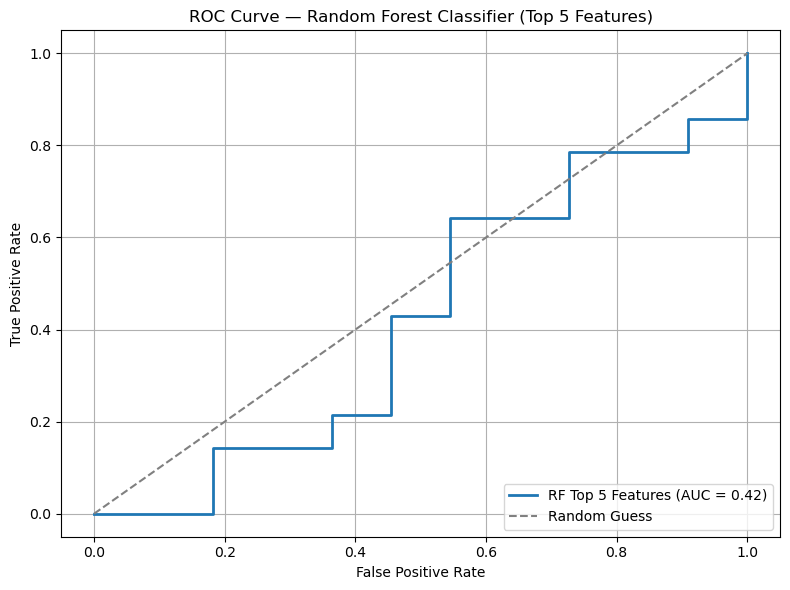 ROC Curve — Random Forest Classifier (Top 5 Features)
1.0
0.8
0.6
0.4
0.2
0.0
True Positive Rate
RF Top 5 Features (AUC = 0.42)
Random Guess
0.0 0.2 0.4 0.6 0.8 1.0
False Positive Rate